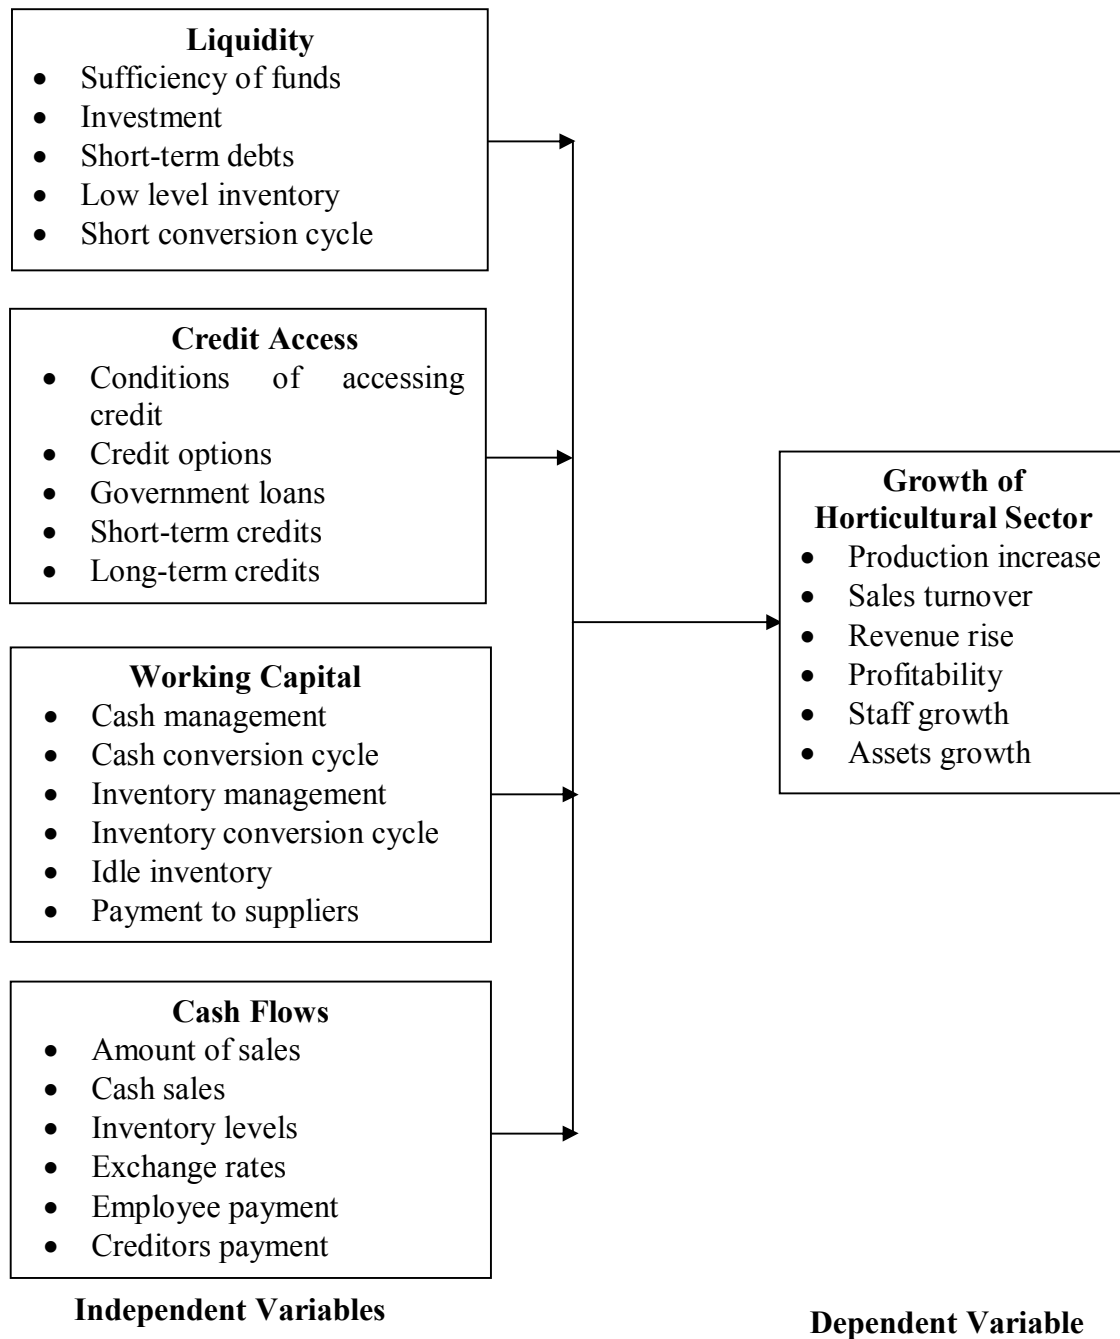 Liquidity
• Sufficiency of funds
• Investment
• Short-term debts
• Low level inventory
• Short conversion cycle
Credit Access
• Conditions of accessing
credit
• Credit options
• Government loans
• Short-term credits
• Long-term credits
Working Capital
• Cash management
• Cash conversion cycle
• Inventory management
• Inventory conversion cycle
• Idle inventory
• Payment to suppliers
Cash Flows
• Amount of sales
• Cash sales
• Inventory levels
• Exchange rates
• Employee payment
• Creditors payment
Independent Variables
Growth of
Horticultural Sector
• Production increase
• Sales turnover
• Revenue rise
• Profitability
• Staff growth
• Assets growth
Dependent Variable